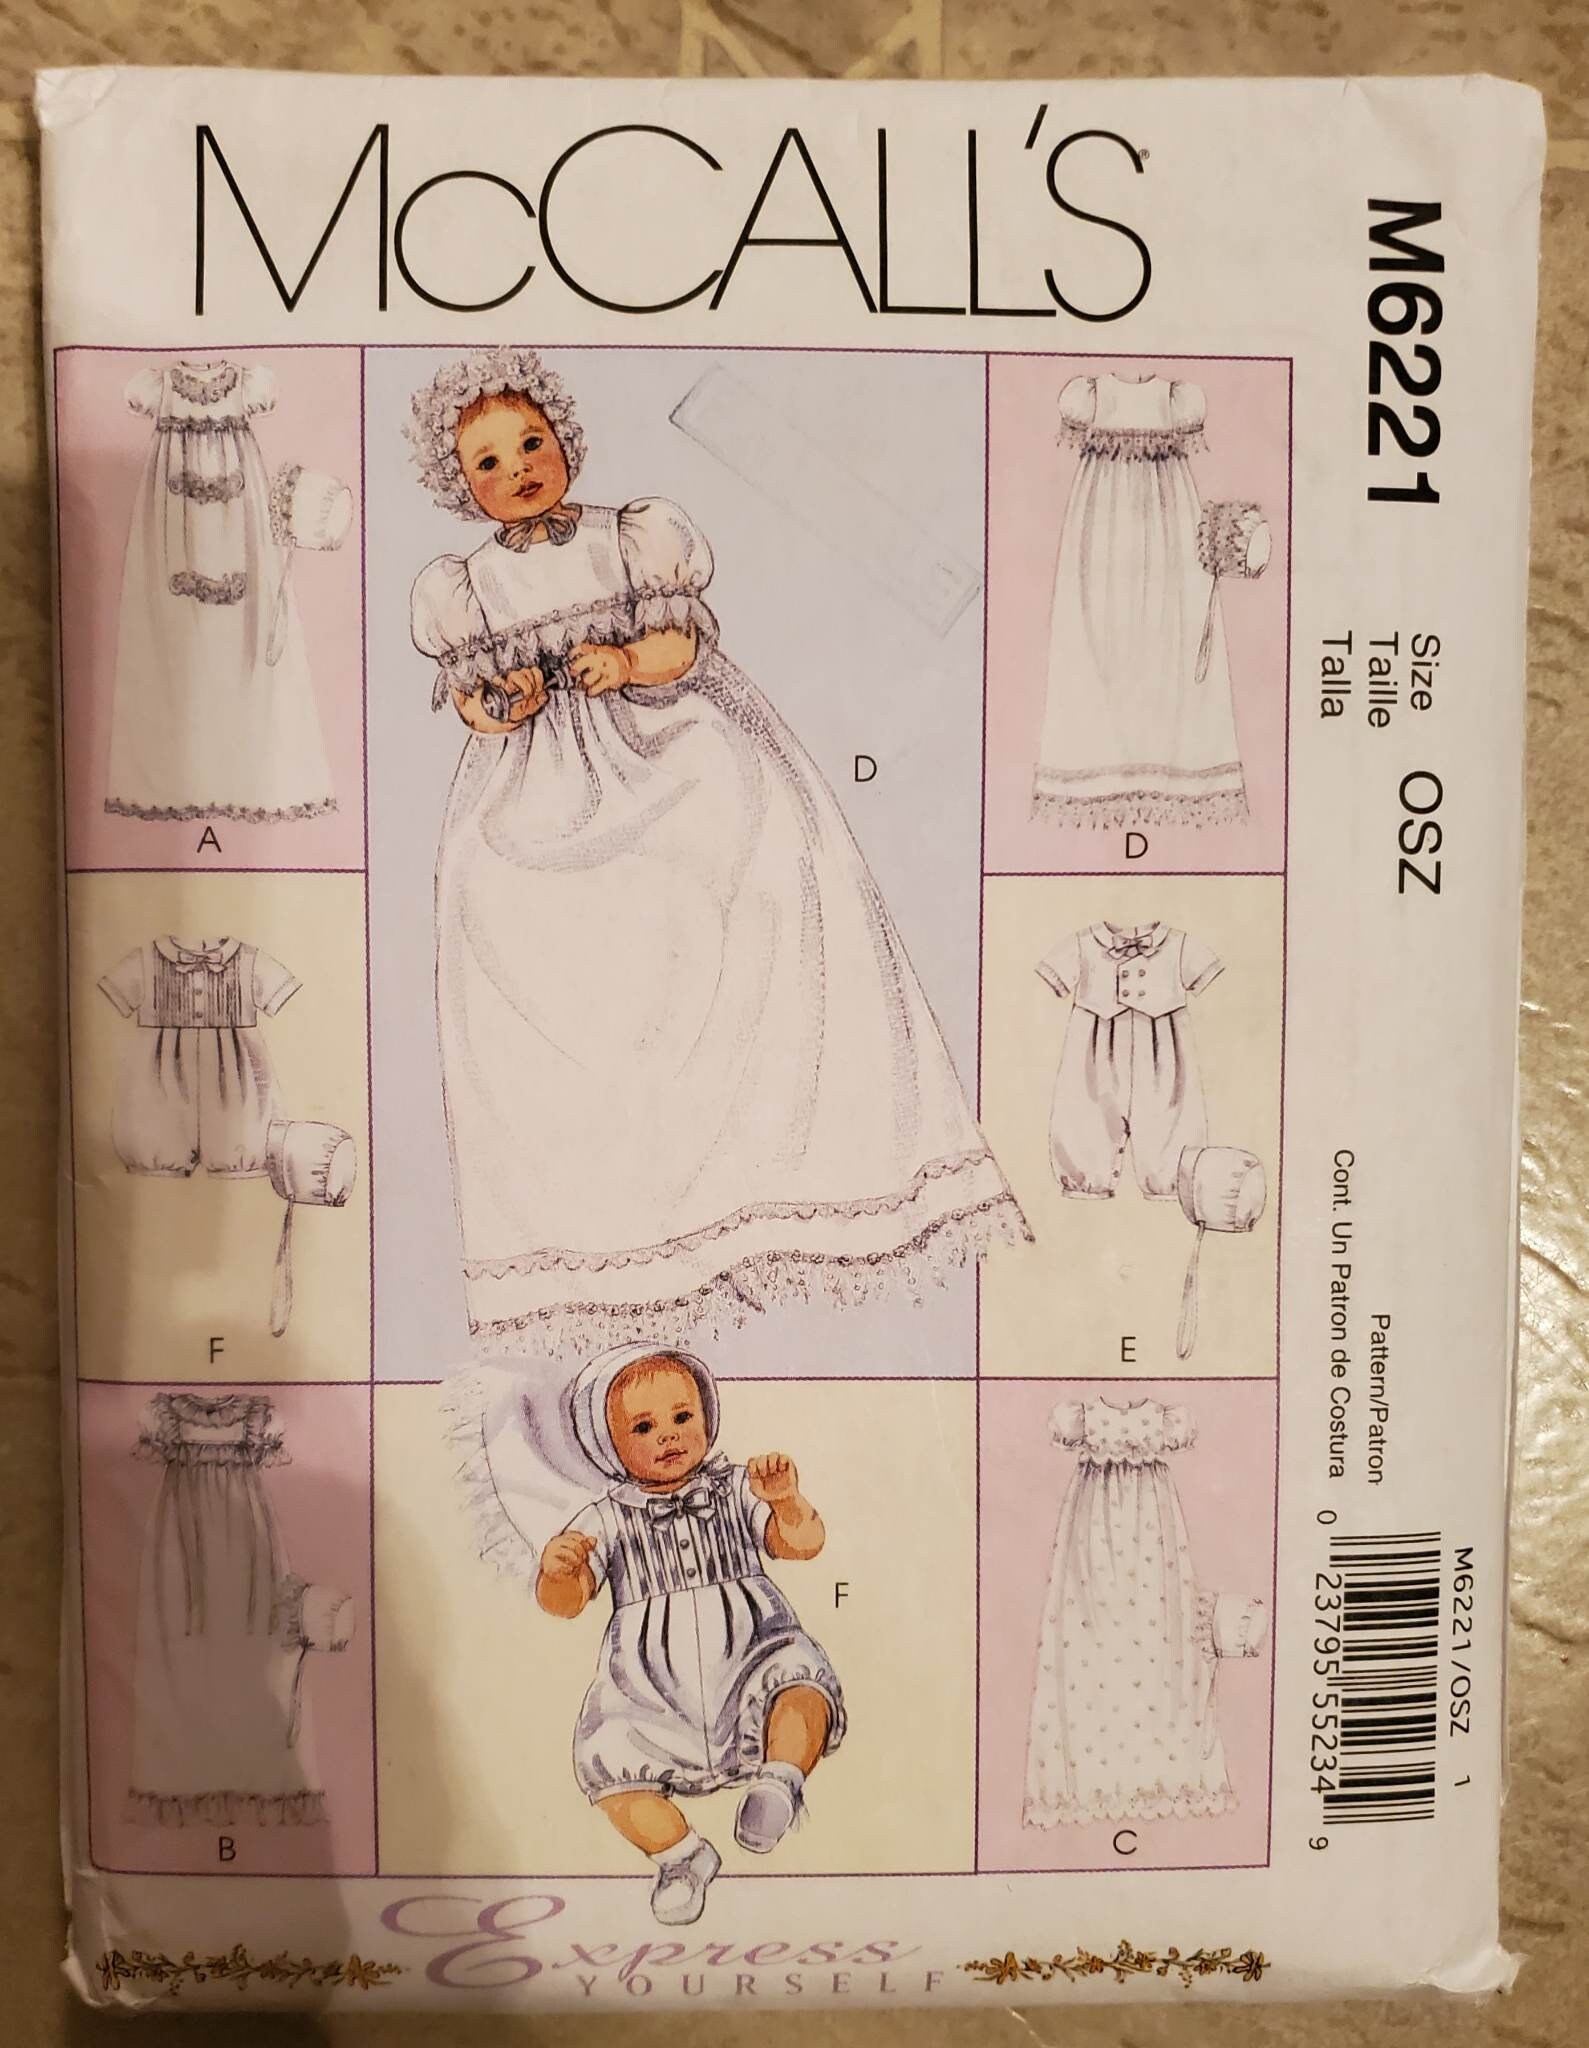 McCALL'S®
M6221
Size
Taille
Talla
OSZ
A
D
D
F
E
F
B
C
Pattern/Patron
Cont. Un Patron de Costura
M6221/OSZ 1
0 23795 55234 9
Express
YOURSELF